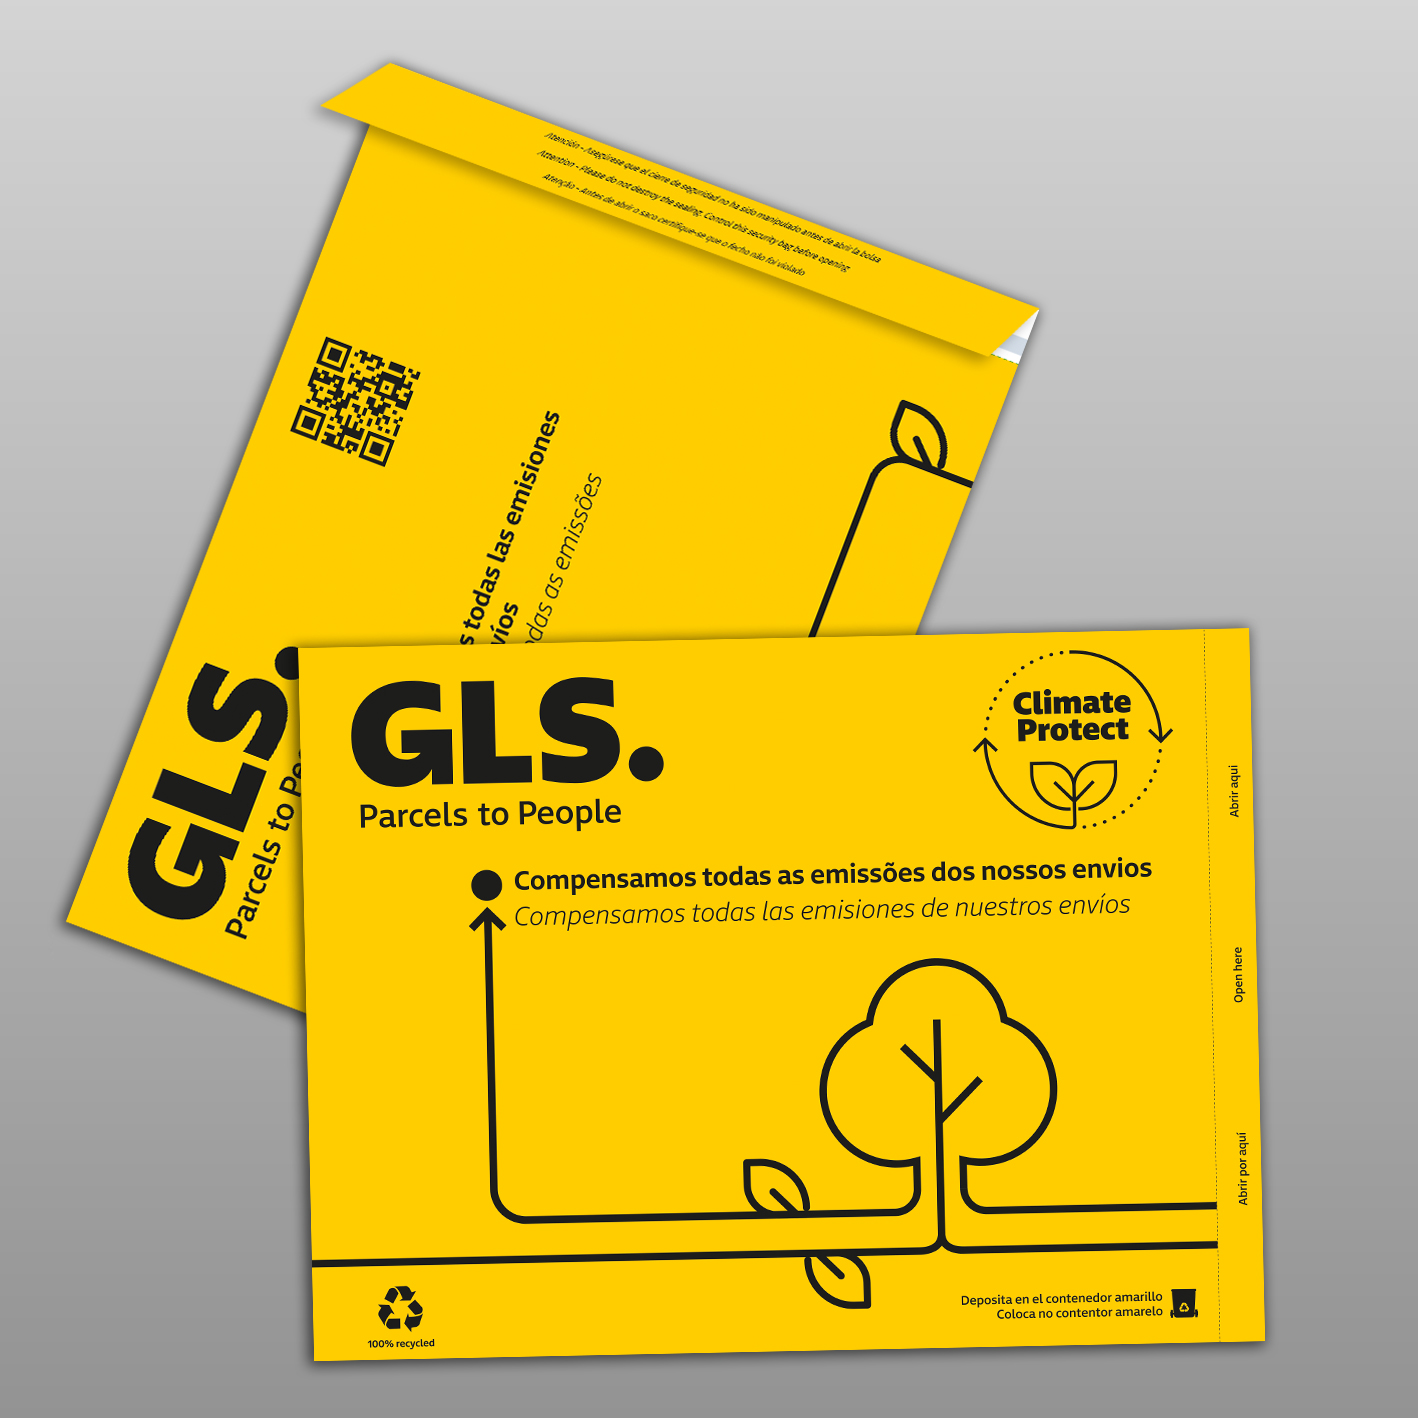 Atención - Asegúrese que el cierre de seguridad no ha sido manipulado antes de abrir la bolsa
Attention - Please do not destroy the sealing. Control this security bag before opening
Atenção - Antes de abrir o saco certifique-se que o fecho não foi violado
s todas las emisiones
víos
odas as emissões
GLS.
Parcels to Pe
GLS.
Parcels to People
Climate
Protect
Compensamos todas as emissões dos nossos envios
Compensamos todas las emisiones de nuestros envíos
Abrir aqui
Open here
Abrir por aquí
100% recycled
Deposita en el contenedor amarillo
Coloca no contentor amarelo